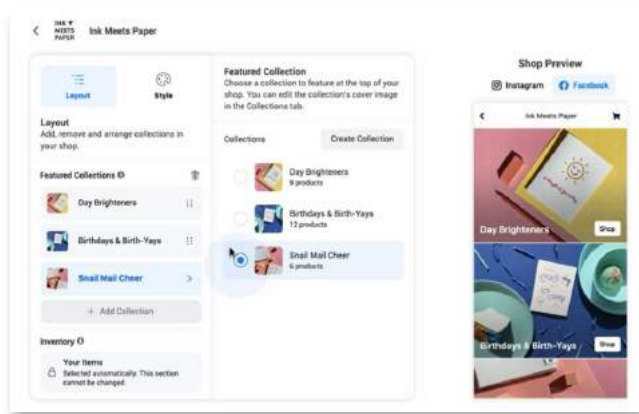 INK
MEETS
PAPER
Ink Meets Paper
Layout
Style
Layout
Add, remove and arrange collections in
your shop.
Featured Collections
Day Brighteners
Birthdays & Birth-Yays
Snail Mail Cheer
+ Add Collection
Inventory
Your Items
Selected automatically. This section
cannot be changed.
Featured Collection
Choose a collection to feature at the top of your
shop. You can edit the collection's cover image
in the Collections tab.
Collections
Create Collection
Day Brighteners
9 products
Birthdays & Birth-Yays
12 products
Snail Mail Cheer
6 products
Shop Preview
Instagram
Facebook
Ink Meets Paper
Day Brighteners
Shop
Birthdays & Birth-Yays
Shop